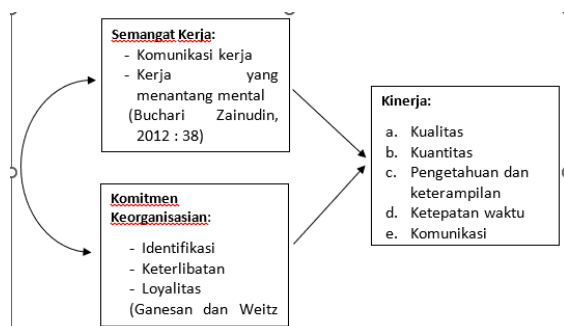 Semangat Kerja:
- Komunikasi kerja
- Kerja yang
menantang mental
(Buchari Zainudin,
2012 : 38)
Komitmen
Keorganisasian:
- Identifikasi
- Keterlibatan
- Loyalitas
(Ganesan dan Weitz
Kinerja:
a. Kualitas
b. Kuantitas
c. Pengetahuan dan
keterampilan
d. Ketepatan waktu
e. Komunikasi